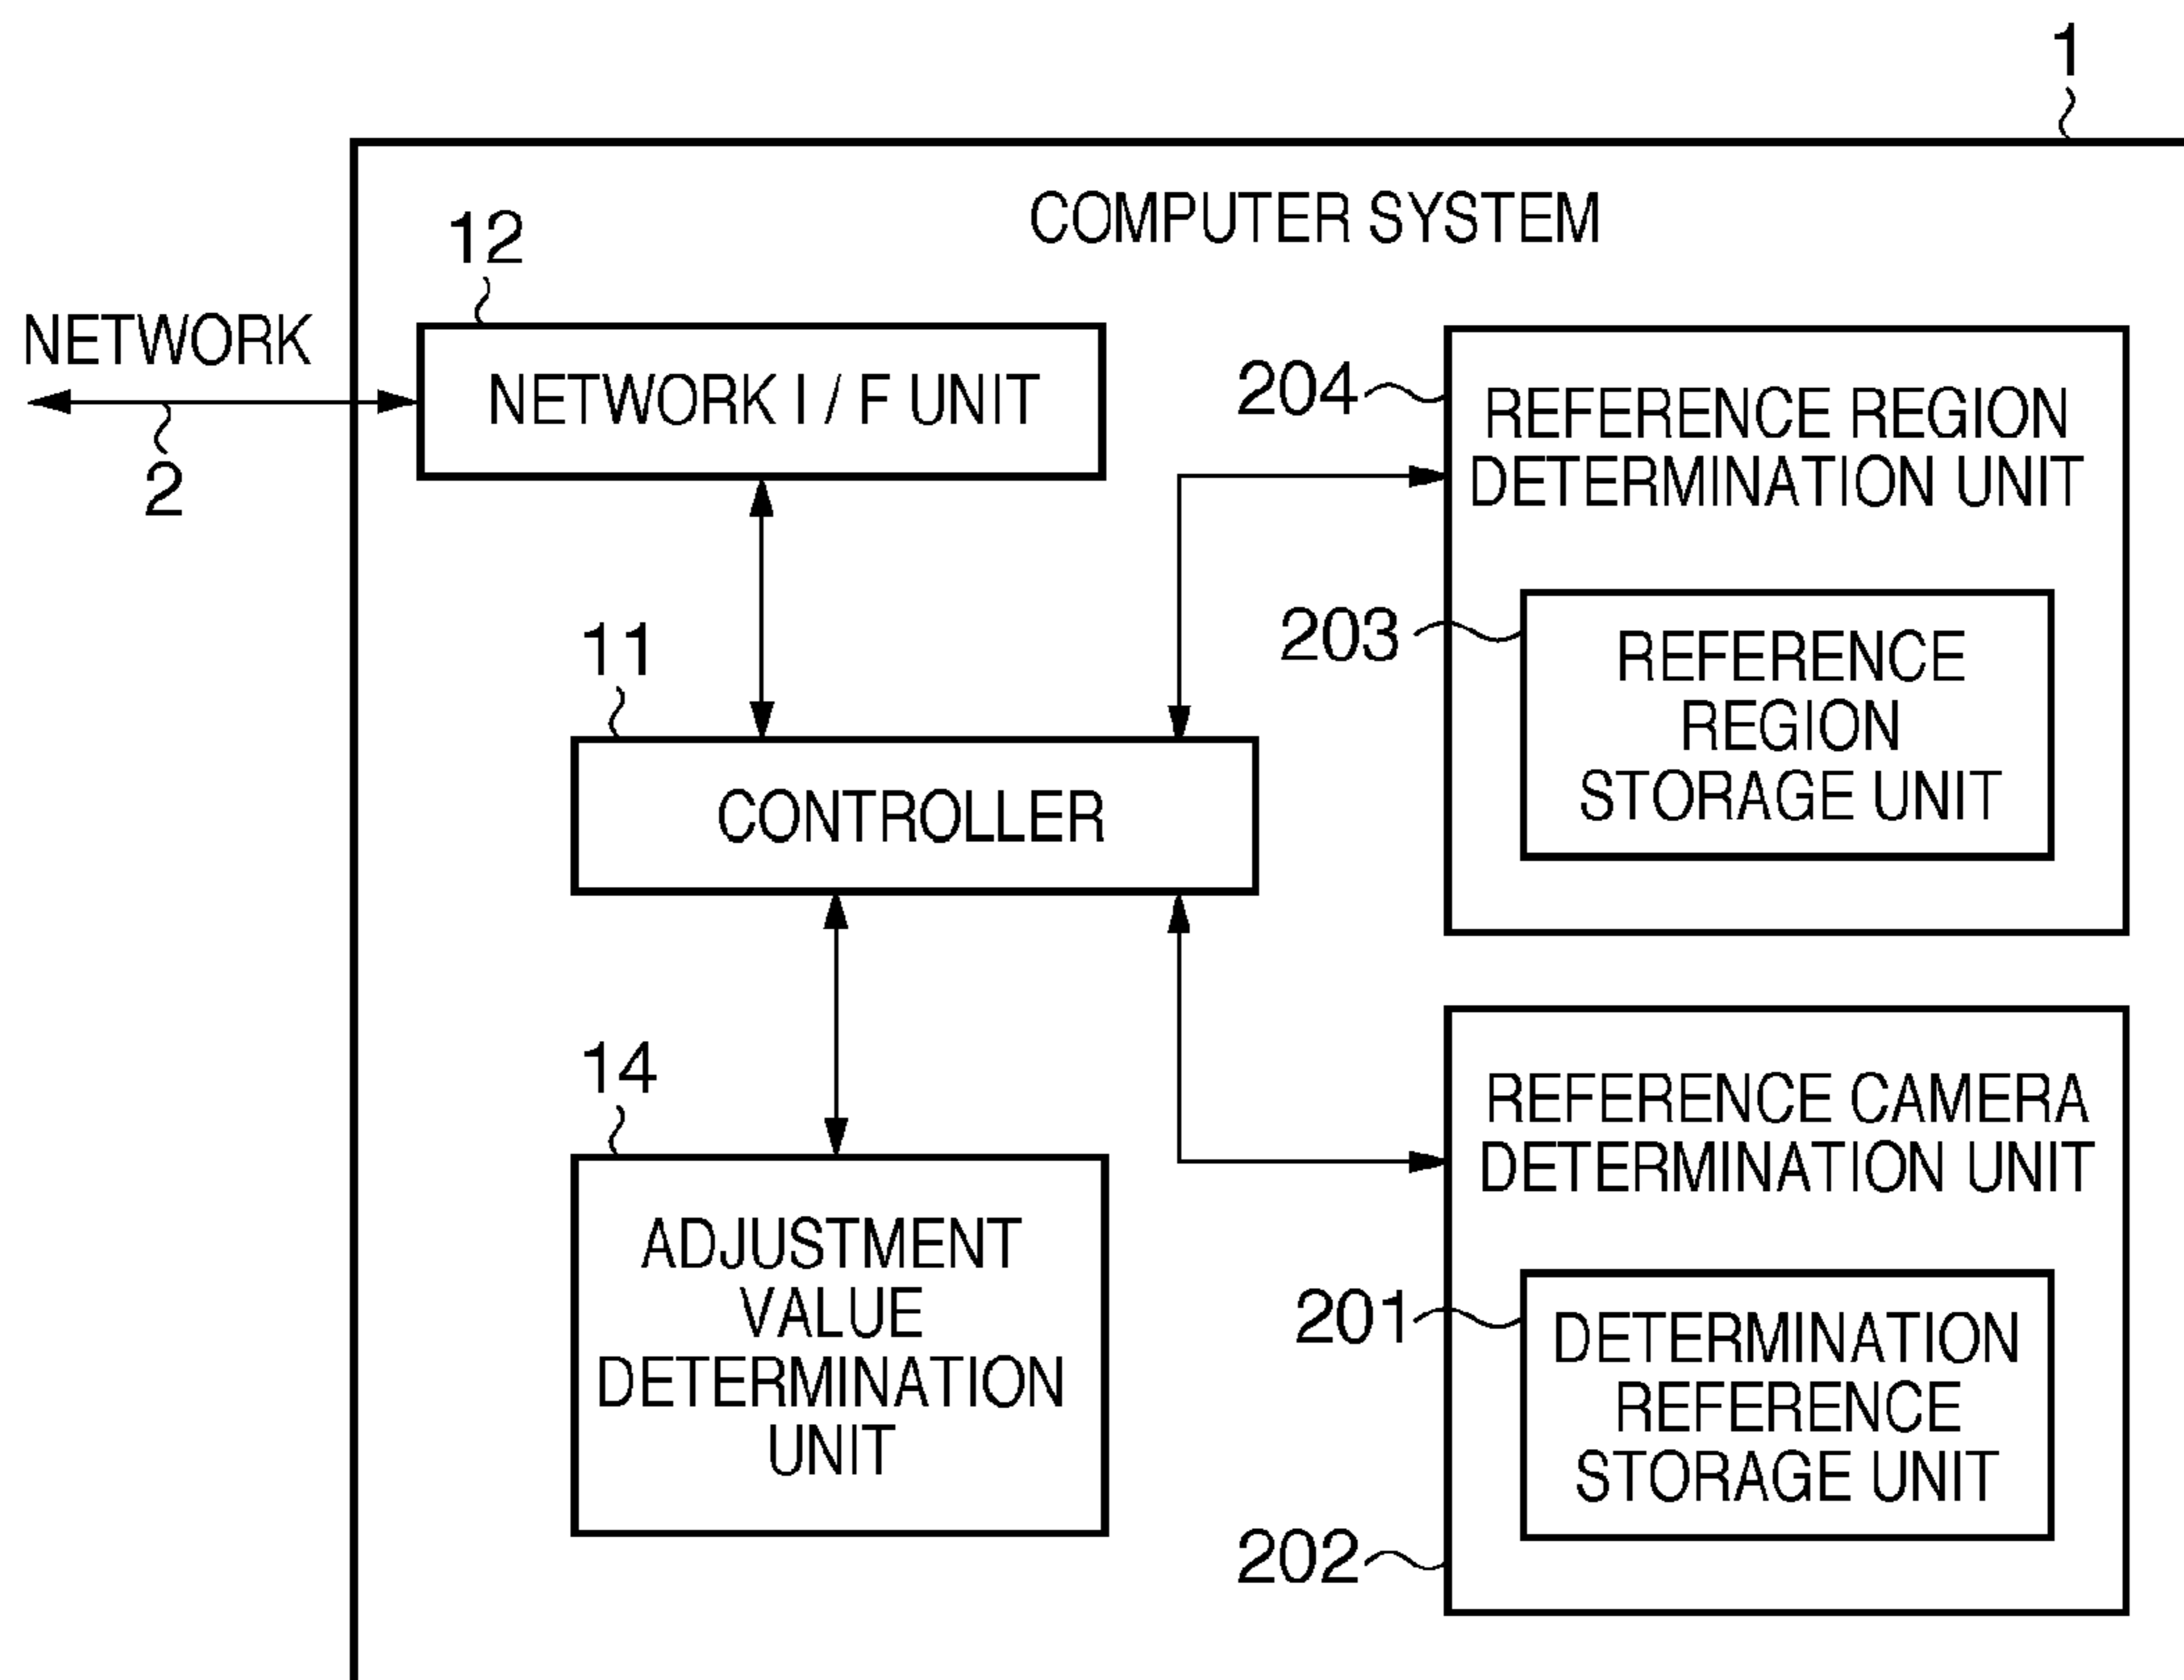 1
COMPUTER SYSTEM
12
NETWORK
2
NETWORK I / F UNIT
204
REFERENCE REGION
DETERMINATION UNIT
203
REFERENCE
REGION
STORAGE UNIT
11
CONTROLLER
14
ADJUSTMENT
VALUE
DETERMINATION
UNIT
REFERENCE CAMERA
DETERMINATION UNIT
201
DETERMINATION
REFERENCE
STORAGE UNIT
202